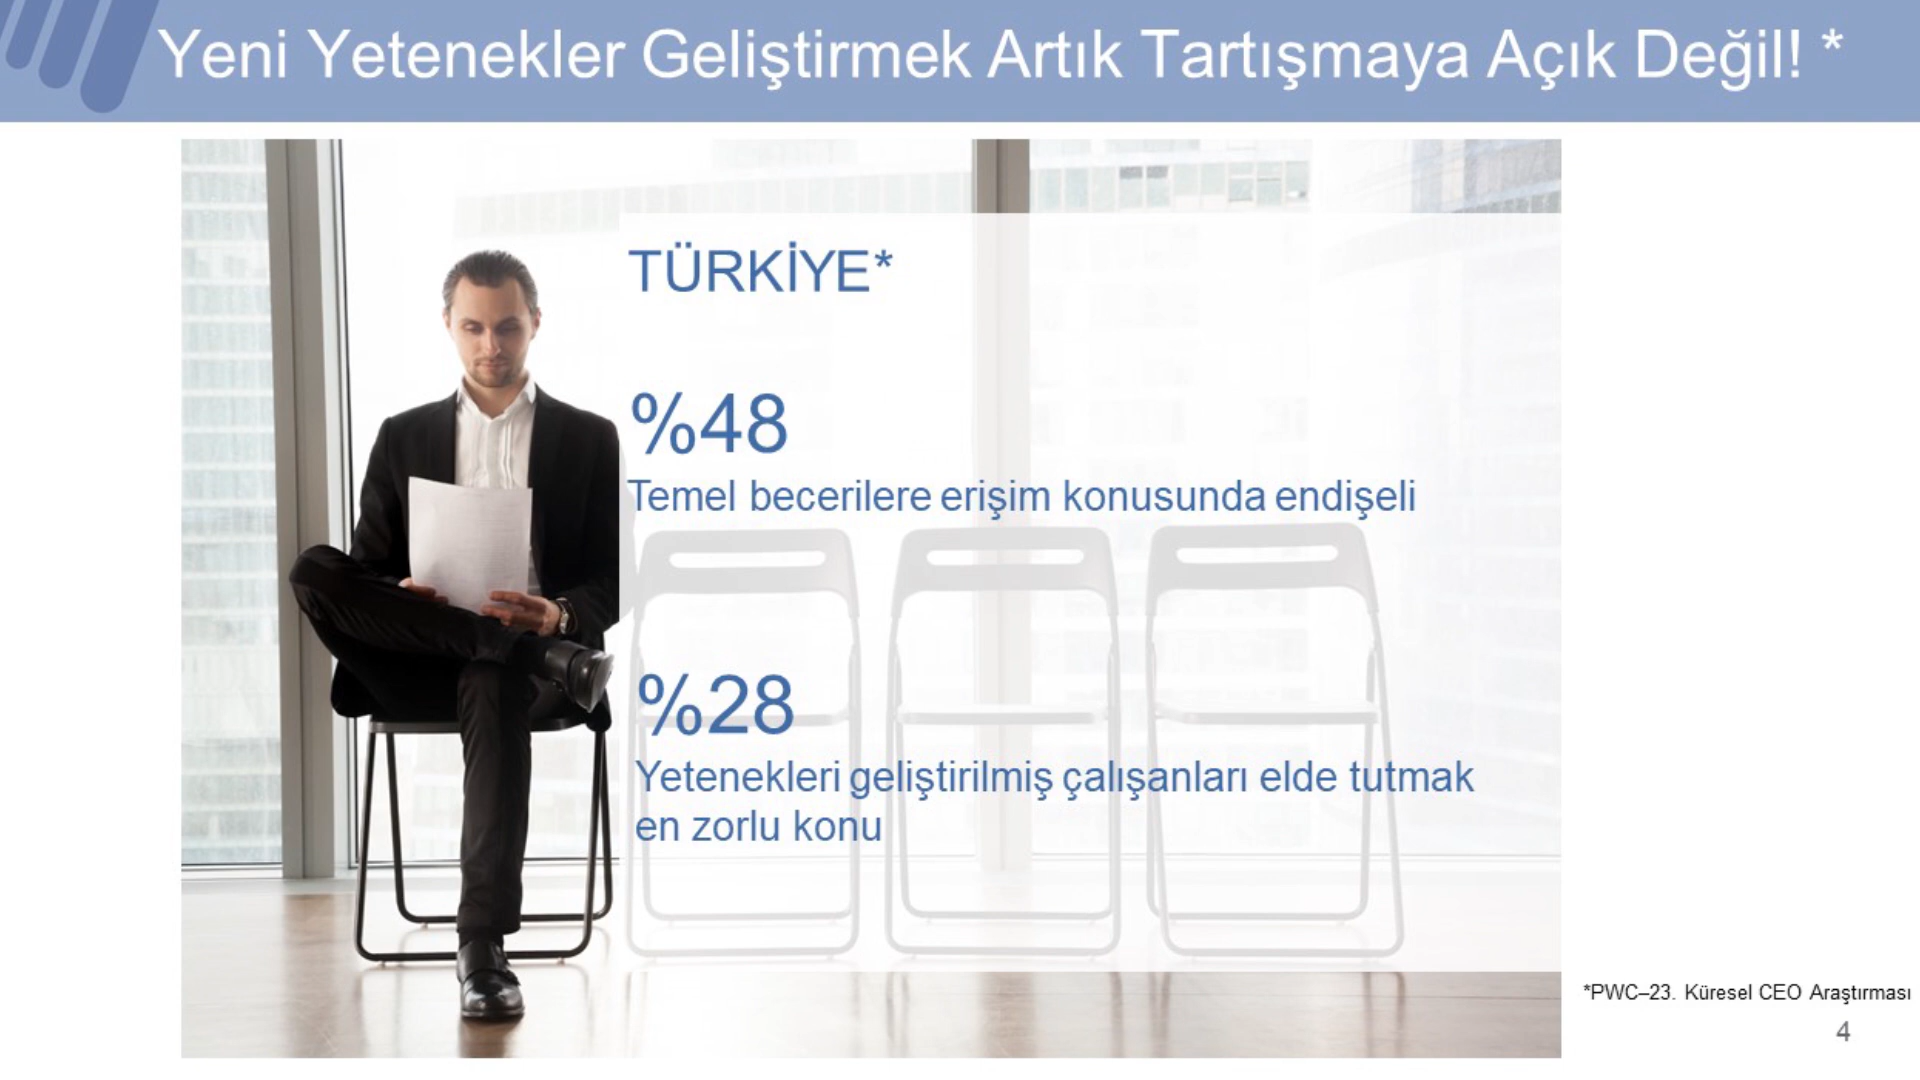 Yeni Yetenekler Geliştirmek Artık Tartışmaya Açık Değil! *
TÜRKİYE*
%48
Temel becerilere erişim konusunda endişeli
%28
Yetenekleri geliştirilmiş çalışanları elde tutmak
en zorlu konu
*PWC–23. Küresel CEO Araştırması
4